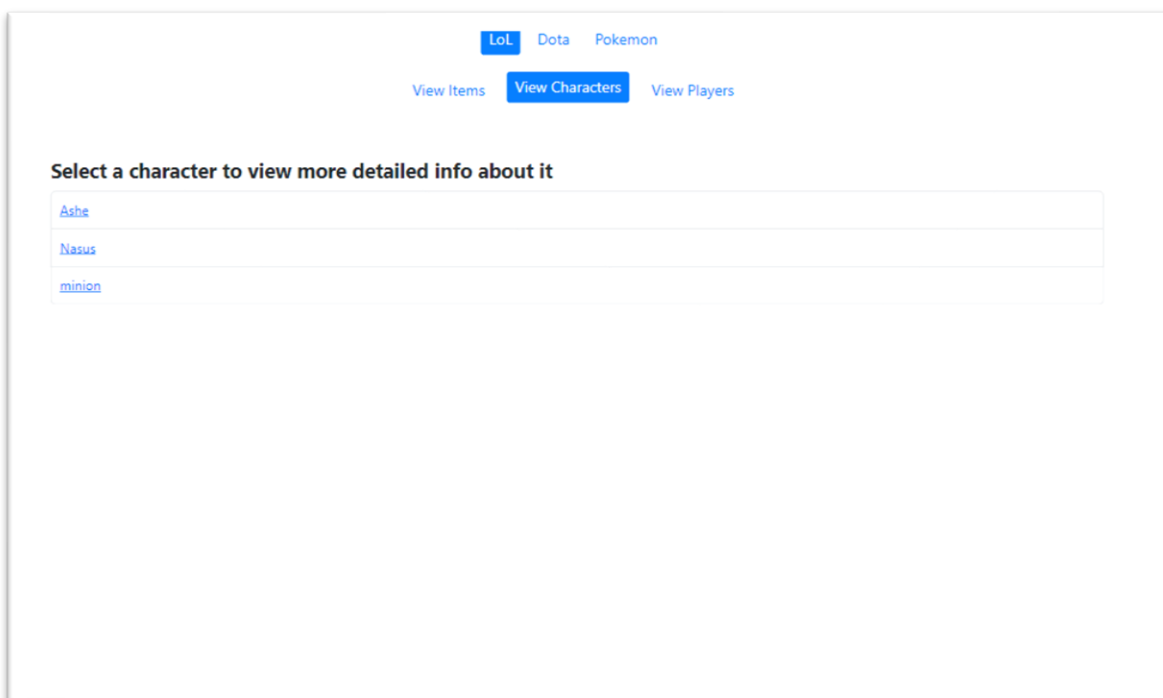 LoL Dota Pokemon
View Items View Characters View Players
Select a character to view more detailed info about it
Ashe
Nasus
minion